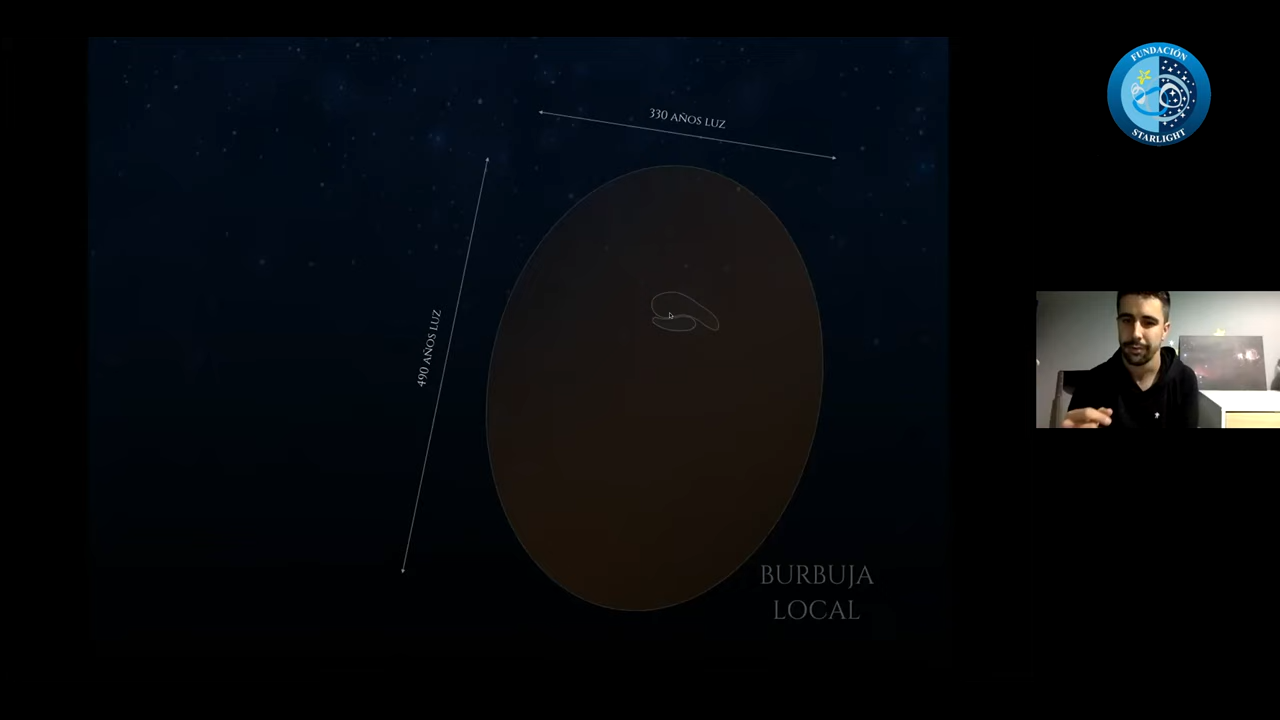 FUNDACIÓN
STARLIGHT
330 AÑOS LUZ
490 AÑOS LUZ
BURBUJA
LOCAL